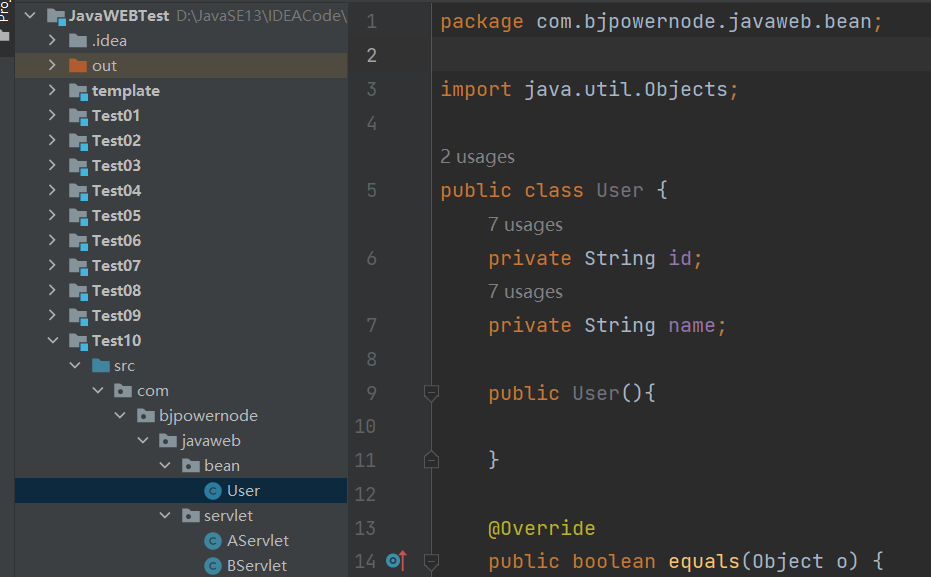 Pro
JavaWEBTest D:\JavaSE13\IDEACode\
.idea
out
template
Test01
Test02
Test03
Test04
Test05
Test06
Test07
Test08
Test09
Test10
src
com
bjpowernode
javaweb
bean
User
servlet
AServlet
BServlet
1 package com.bjpowernode.javaweb.bean;
2
3 import java.util.Objects;
4
2 usages
5 public class User {
7 usages
6 private String id;
7 usages
7 private String name;
8
9 public User(){
10
11 }
12
13 @Override
14 public boolean equals(Object o) {